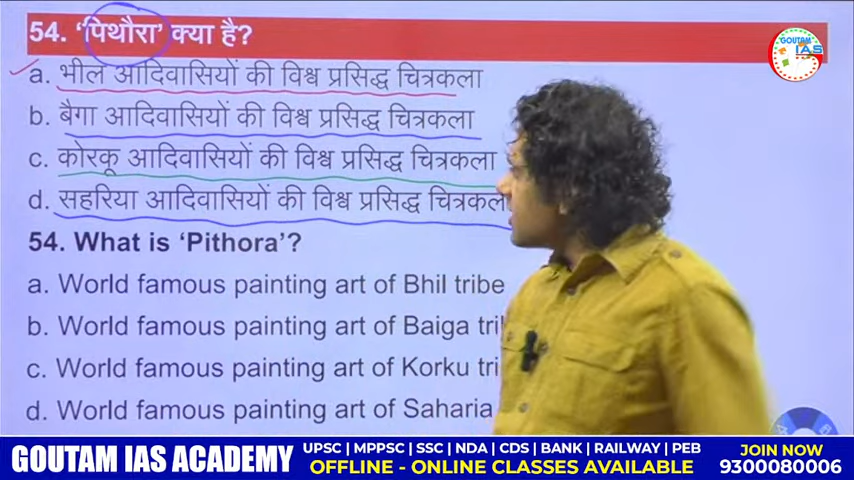 54. ‘पिथौरा’ क्या है?
a. भील आदिवासियों की विश्व प्रसिद्ध चित्रकला
b. बैगा आदिवासियों की विश्व प्रसिद्ध चित्रकला
c. कोरकू आदिवासियों की विश्व प्रसिद्ध चित्रकला
d. सहरिया आदिवासियों की विश्व प्रसिद्ध
54. What is ‘Pithora’?
a. World famous painting art of Bhil tribe
b. World famous painting art of Baiga
c. World famous painting art of Korku
d. World famous painting art of Saharia
GOUTAM
IAS
GOUTAM IAS ACADEMY
UPSC | MPPSC | SSC | NDA | CDS | BANK | RAILWAY | PEB
OFFLINE - ONLINE CLASSES AVAILABLE
JOIN NOW
9300080006